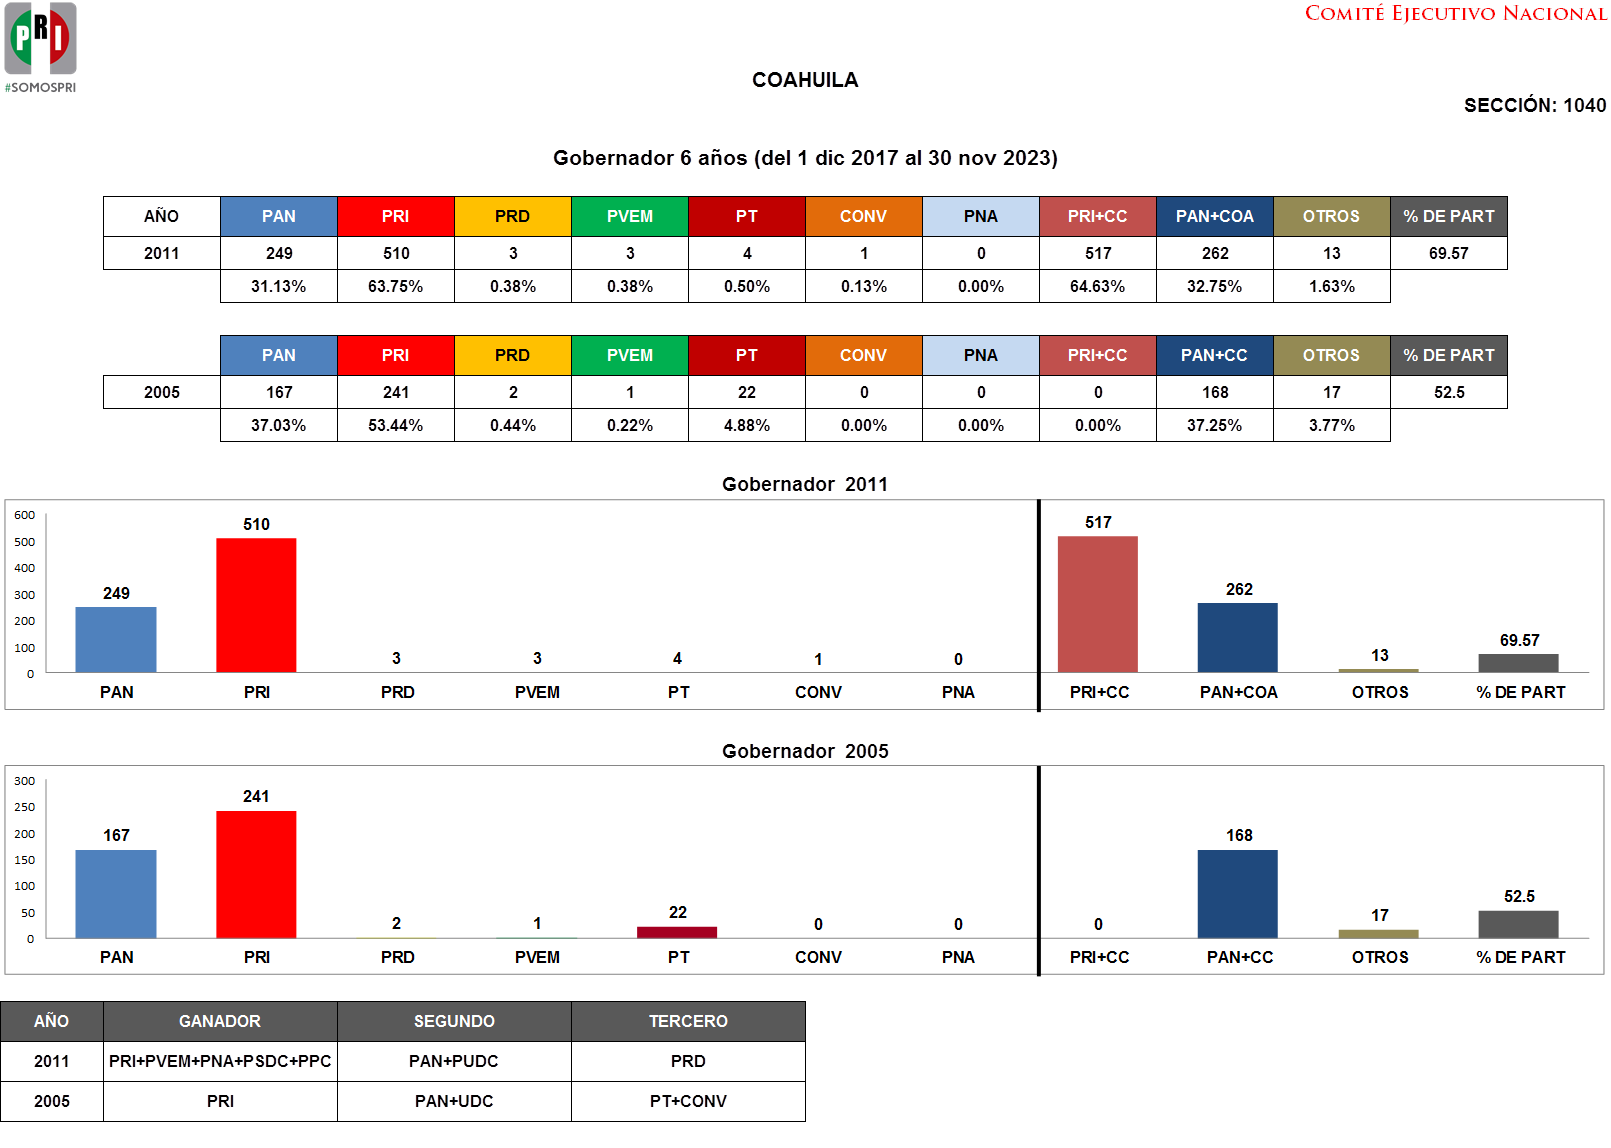 PRI
#SOMOSPRI
COMITÉ EJECUTIVO NACIONAL
COAHUILA
SECCIÓN: 1040
Gobernador 6 años (del 1 dic 2017 al 30 nov 2023)
AÑO PAN PRI PRD PVEM PT CONV PNA PRI+CC PAN+COA OTROS % DE PART
2011 249 510 3 3 4 1 0 517 262 13 69.57
31.13% 63.75% 0.38% 0.38% 0.50% 0.13% 0.00% 64.63% 32.75% 1.63%
PAN PRI PRD PVEM PT CONV PNA PRI+CC PAN+CC OTROS % DE PART
2005 167 241 2 1 22 0 0 0 168 17 52.5
37.03% 53.44% 0.44% 0.22% 4.88% 0.00% 0.00% 0.00% 37.25% 3.77%
Gobernador 2011
600
500
400
300
200
100
0
249 510 3 3 4 1 0 517 262 13 69.57
PAN PRI PRD PVEM PT CONV PNA PRI+CC PAN+COA OTROS % DE PART
Gobernador 2005
300
250
200
150
100
50
0
167 241 2 1 22 0 0 0 168 17 52.5
PAN PRI PRD PVEM PT CONV PNA PRI+CC PAN+CC OTROS % DE PART
AÑO GANADOR SEGUNDO TERCERO
2011 PRI+PVEM+PNA+PSDC+PPC PAN+PUDC PRD
2005 PRI PAN+UDC PT+CONV